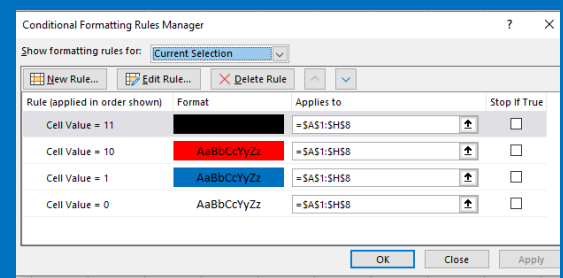 Conditional Formatting Rules Manager ? ✕
Show formatting rules for: Current Selection
New Rule... Edit Rule... Delete Rule
Rule (applied in order shown) Format Applies to Stop If True
Cell Value = 11 =$A$1:$H$8
Cell Value = 10 AaBbCcYyZz =$A$1:$H$8
Cell Value = 1 AaBbCcYyZz =$A$1:$H$8
Cell Value = 0 AaBbCcYyZz =$A$1:$H$8
OK Close Apply